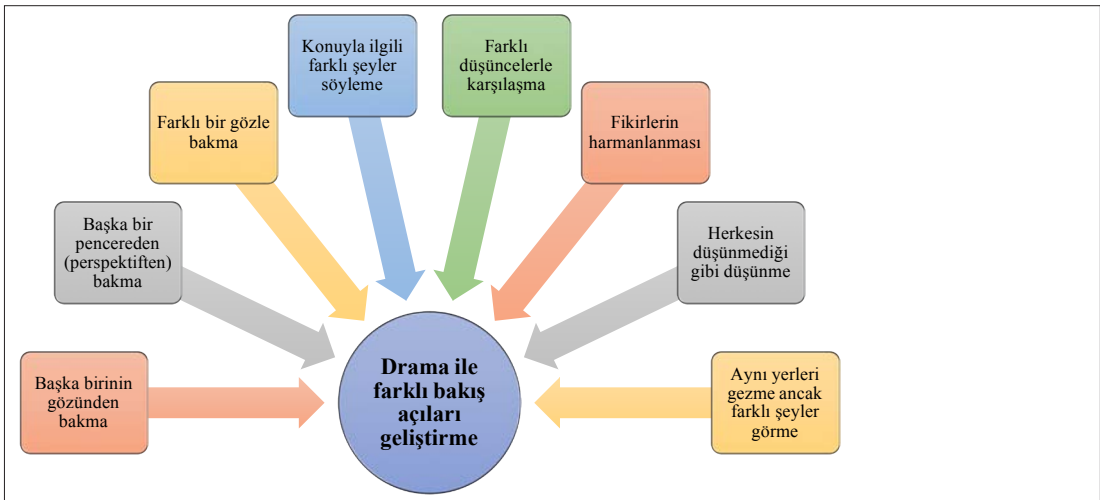 Konuyla ilgili
farklı şeyler
söyleme
Farklı
düşüncelerle
karşılaşma
Farklı bir gözle
bakma
Fikirlerin
harmanlanması
Başka bir
pencereden
(perspektiften)
bakma
Herkesin
düşünmediği
gibi düşünme
Başka birinin
gözünden
bakma
Drama ile
farklı bakış
açıları
geliştirme
Aynı yerleri
gezme ancak
farklı şeyler
görme